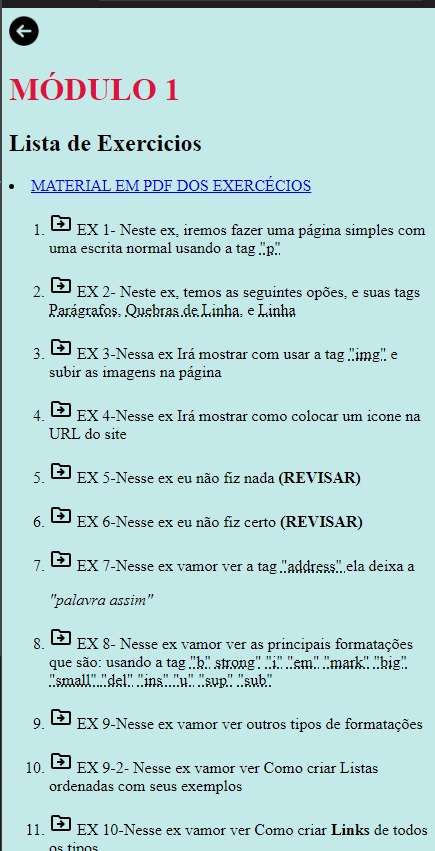 MÓDULO 1
Lista de Exercicios
MATERIAL EM PDF DOS EXERCÉCIOS
1. EX 1- Neste ex, iremos fazer uma página simples com
uma escrita normal usando a tag "p"
2. EX 2- Neste ex, temos as seguintes opões, e suas tags
Parágrafos, Quebras de Linha, e Linha
3. EX 3-Nessa ex Irá mostrar com usar a tag "img" e
subir as imagens na página
4. EX 4-Nesse ex Irá mostrar como colocar um icone na
URL do site
5. EX 5-Nesse ex eu não fiz nada (REVISAR)
6. EX 6-Nesse ex eu não fiz certo (REVISAR)
7. EX 7-Nesse ex vamor ver a tag "address" ela deixa a
"palavra assim"
8. EX 8- Nesse ex vamor ver as principais formatações
que são: usando a tag "b" strong" "i" "em" "mark" "big"
"small" "del" "ins" "u" "sup" "sub"
9. EX 9-Nesse ex vamor ver outros tipos de formatações
10. EX 9-2- Nesse ex vamor ver Como criar Listas
ordenadas com seus exemplos
11. EX 10-Nesse ex vamor ver Como criar Links de todos
os tipos